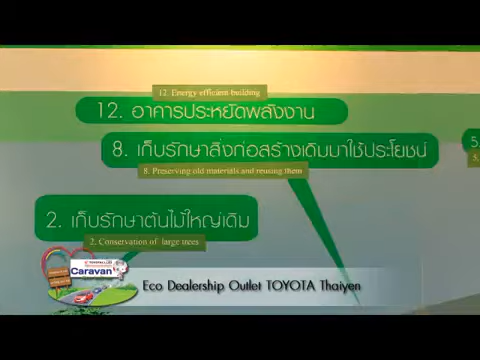 12. Energy efficient building
12. อาคารประหยัดพลังงาน
8. เก็บรักษาสิ่งก่อสร้างเดิมมาใช้ประโยชน์
8. Preserving old materials and reusing them
5.
2. เก็บรักษาต้นไม้ใหญ่เดิม
2. Conservation of large trees
Caravan
Eco Dealership Outlet TOYOTA Thaiyen